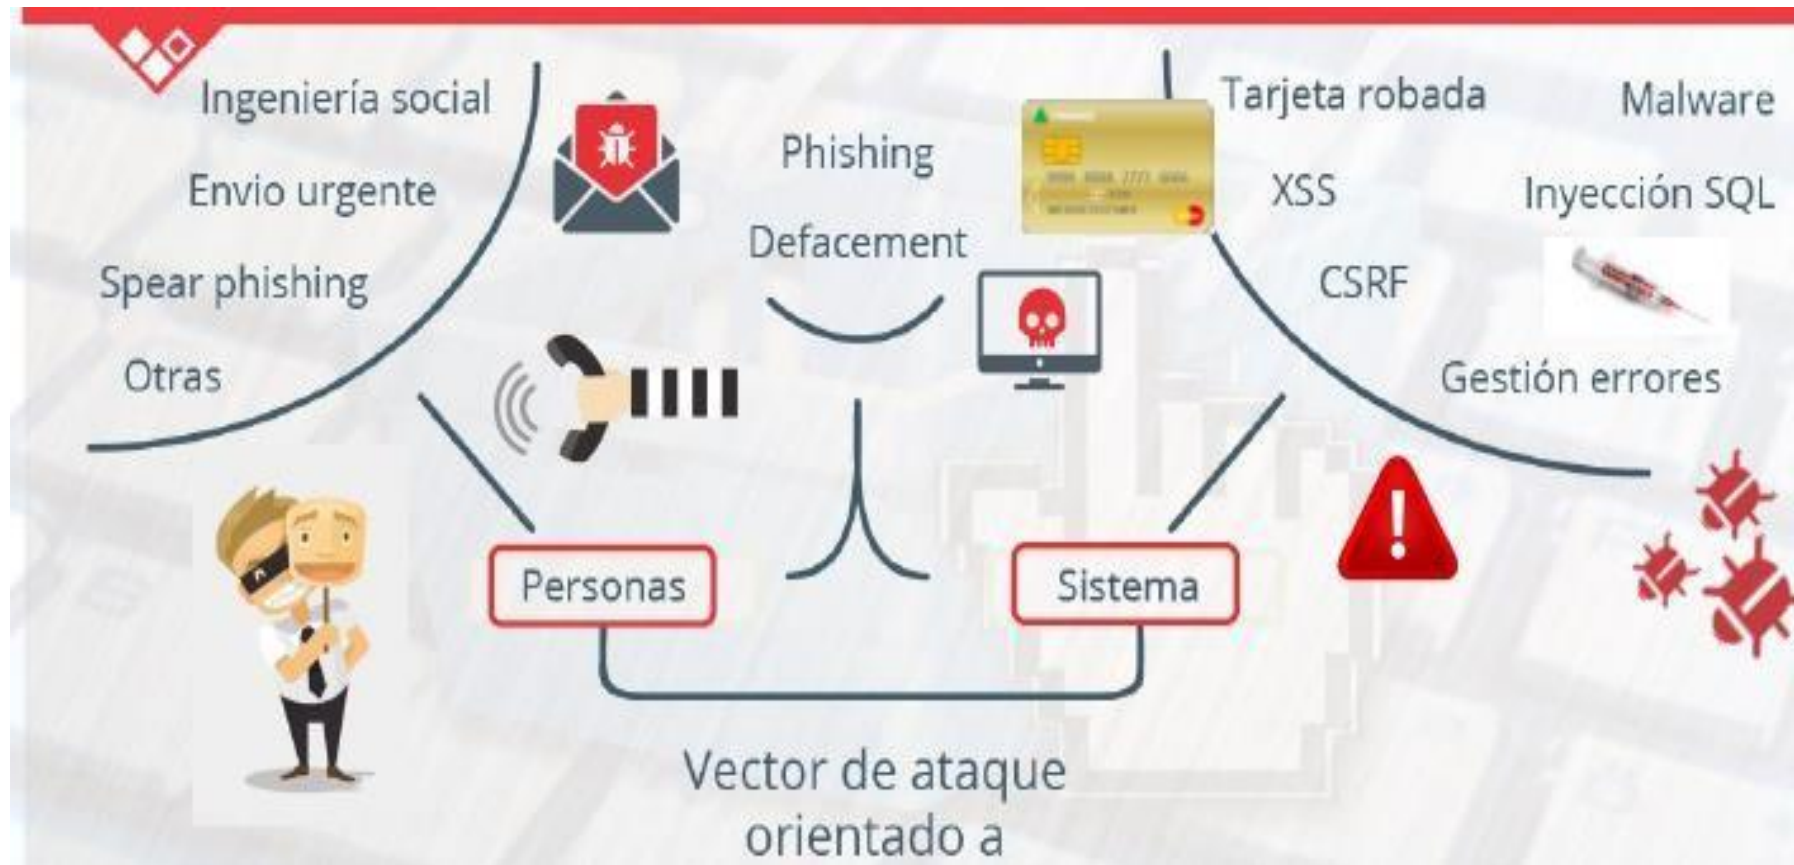 Ingeniería social
Envio urgente
Spear phishing
Otras
Phishing
Defacement
Tarjeta robada
Malware
XSS
Inyección SQL
CSRF
Gestión errores
Personas
Sistema
Vector de ataque
orientado a